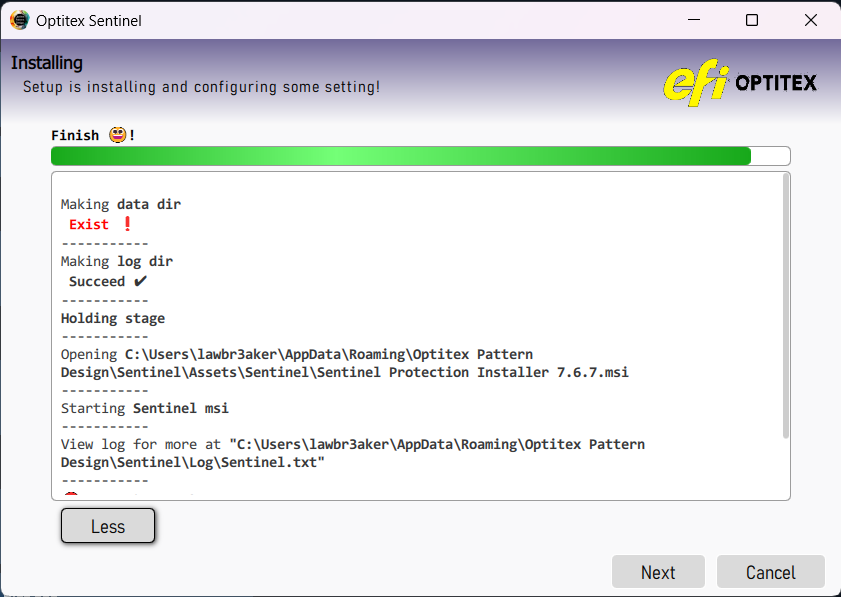 Optitex Sentinel
Installing
Setup is installing and configuring some setting!
efi OPTITEX
Finish 😀!
Making data dir
Exist ❗
-----------
Making log dir
Succeed ✔
-----------
Holding stage
-----------
Opening C:\Users\lawbr3aker\AppData\Roaming\Optitex Pattern
Design\Sentinel\Assets\Sentinel\Sentinel Protection Installer 7.6.7.msi
-----------
Starting Sentinel msi
-----------
View log for more at "C:\Users\lawbr3aker\AppData\Roaming\Optitex Pattern
Design\Sentinel\Log\Sentinel.txt"
-----------
Less
Next
Cancel